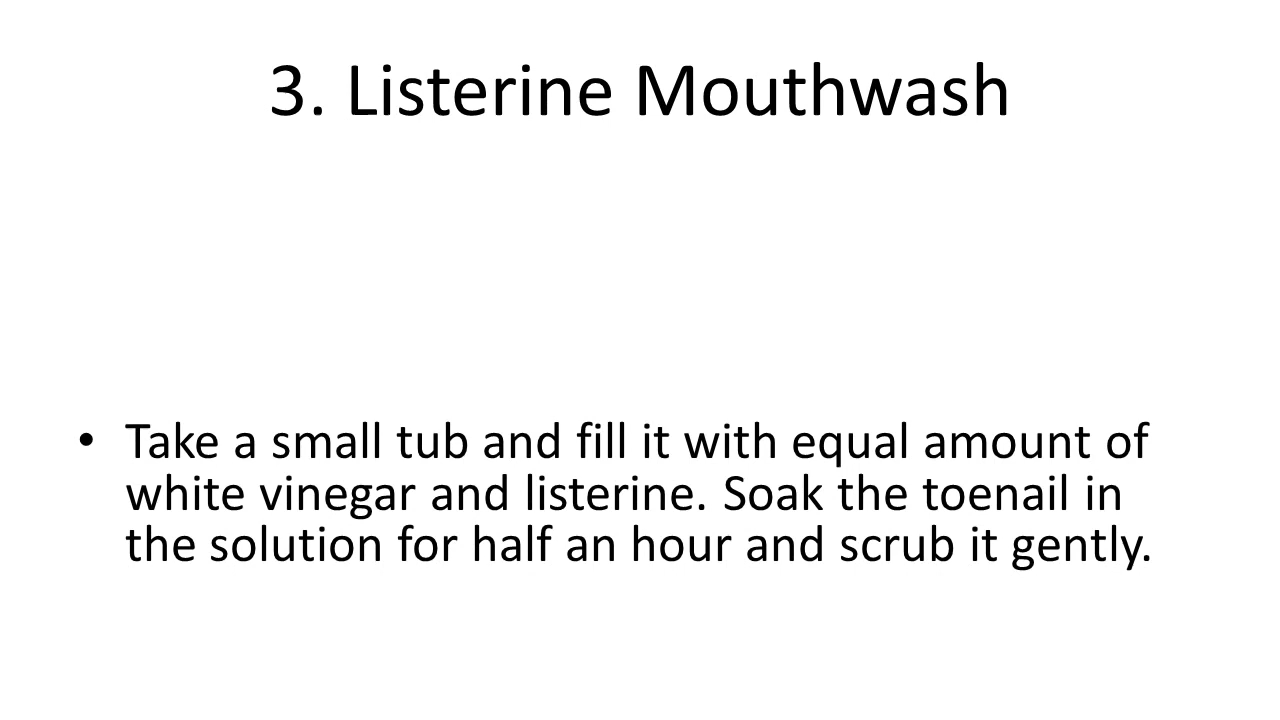 3. Listerine Mouthwash
• Take a small tub and fill it with equal amount of
white vinegar and listerine. Soak the toenail in
the solution for half an hour and scrub it gently.